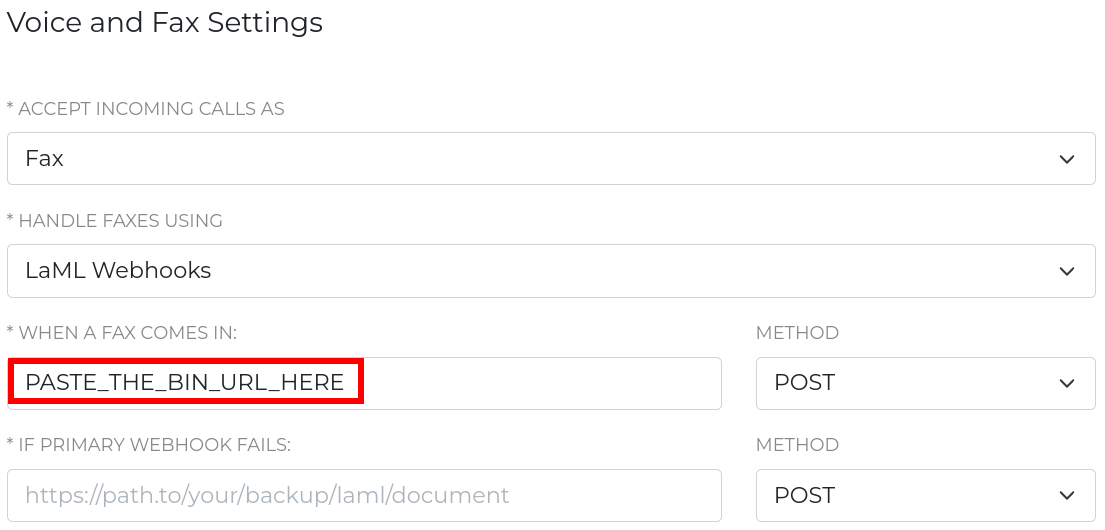 Voice and Fax Settings
* ACCEPT INCOMING CALLS AS
Fax
* HANDLE FAXES USING
LaML Webhooks
* WHEN A FAX COMES IN: METHOD
PASTE_THE_BIN_URL_HERE POST
* IF PRIMARY WEBHOOK FAILS: METHOD
https://path.to/your/backup/laml/document POST